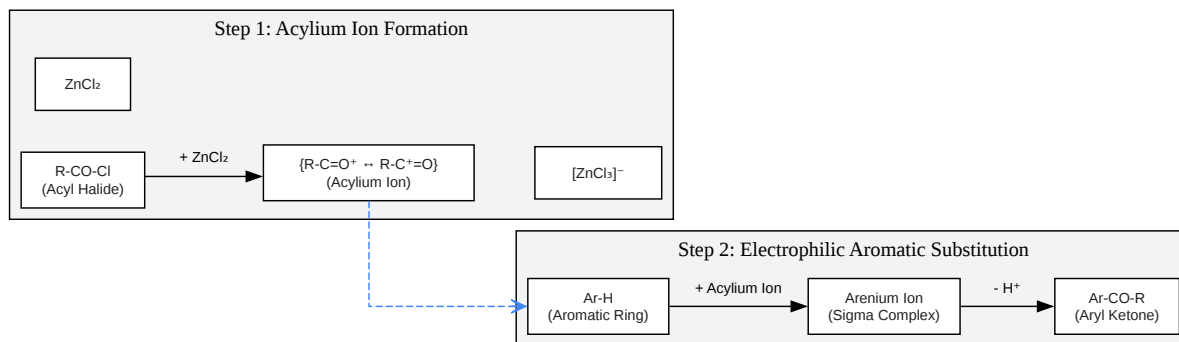 Step 1: Acylium Ion Formation
ZnCl₂
R-CO-Cl
(Acyl Halide)
+ ZnCl₂
{R-C=O⁺ ↔ R-C⁺=O}
(Acylium Ion)
[ZnCl₃]⁻
Step 2: Electrophilic Aromatic Substitution
Ar-H
(Aromatic Ring)
+ Acylium Ion
Arenium Ion
(Sigma Complex)
- H⁺
Ar-CO-R
(Aryl Ketone)